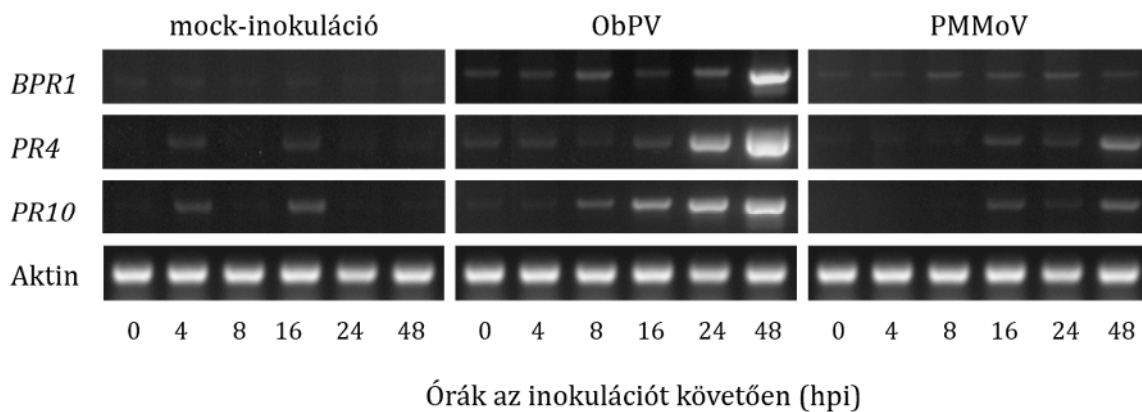 mock-inokuláció ObPV PMMoV
BPR1
PR4
PR10
Aktin
0 4 8 16 24 48 0 4 8 16 24 48 0 4 8 16 24 48
Órák az inokulációt követően (hpi)